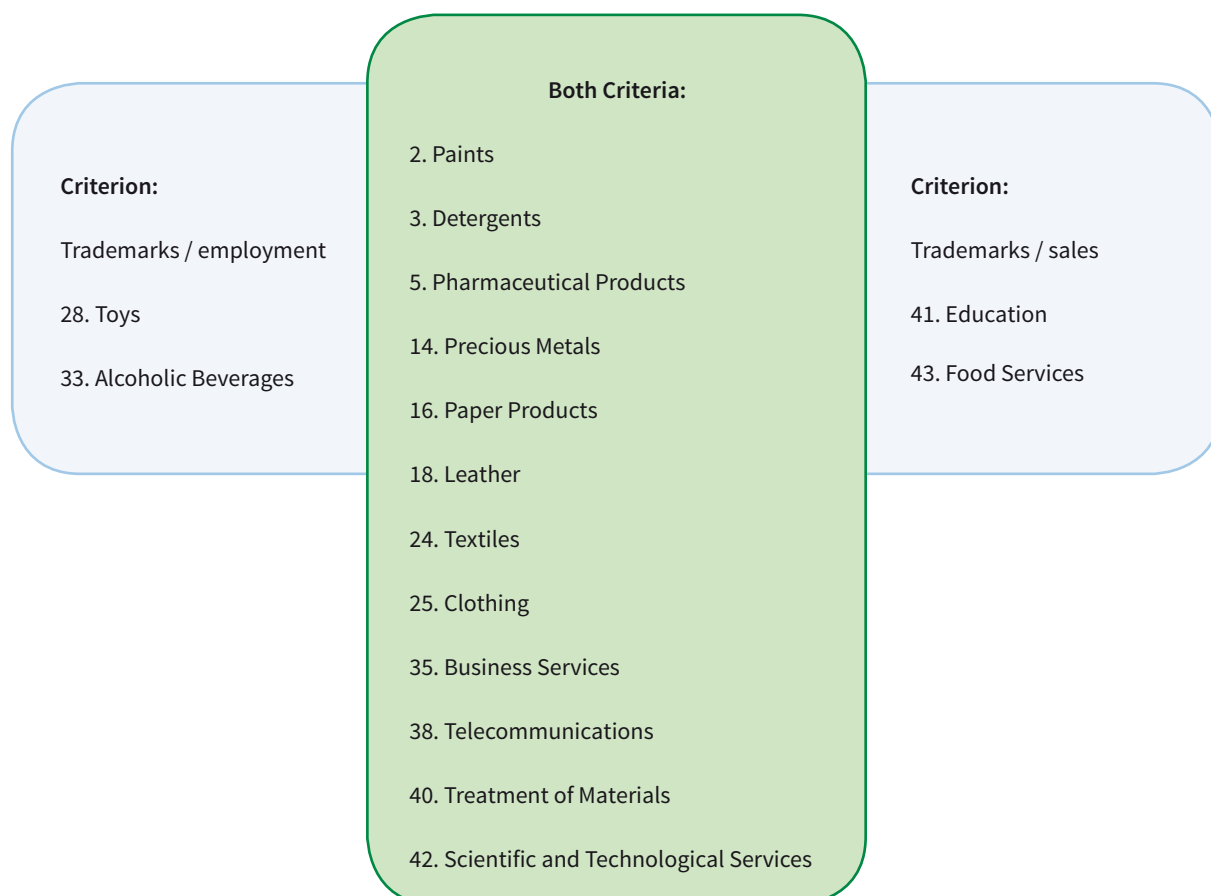 Criterion:
Trademarks / employment
28. Toys
33. Alcoholic Beverages
Both Criteria:
2. Paints
3. Detergents
5. Pharmaceutical Products
14. Precious Metals
16. Paper Products
18. Leather
24. Textiles
25. Clothing
35. Business Services
38. Telecommunications
40. Treatment of Materials
42. Scientific and Technological Services
Criterion:
Trademarks / sales
41. Education
43. Food Services